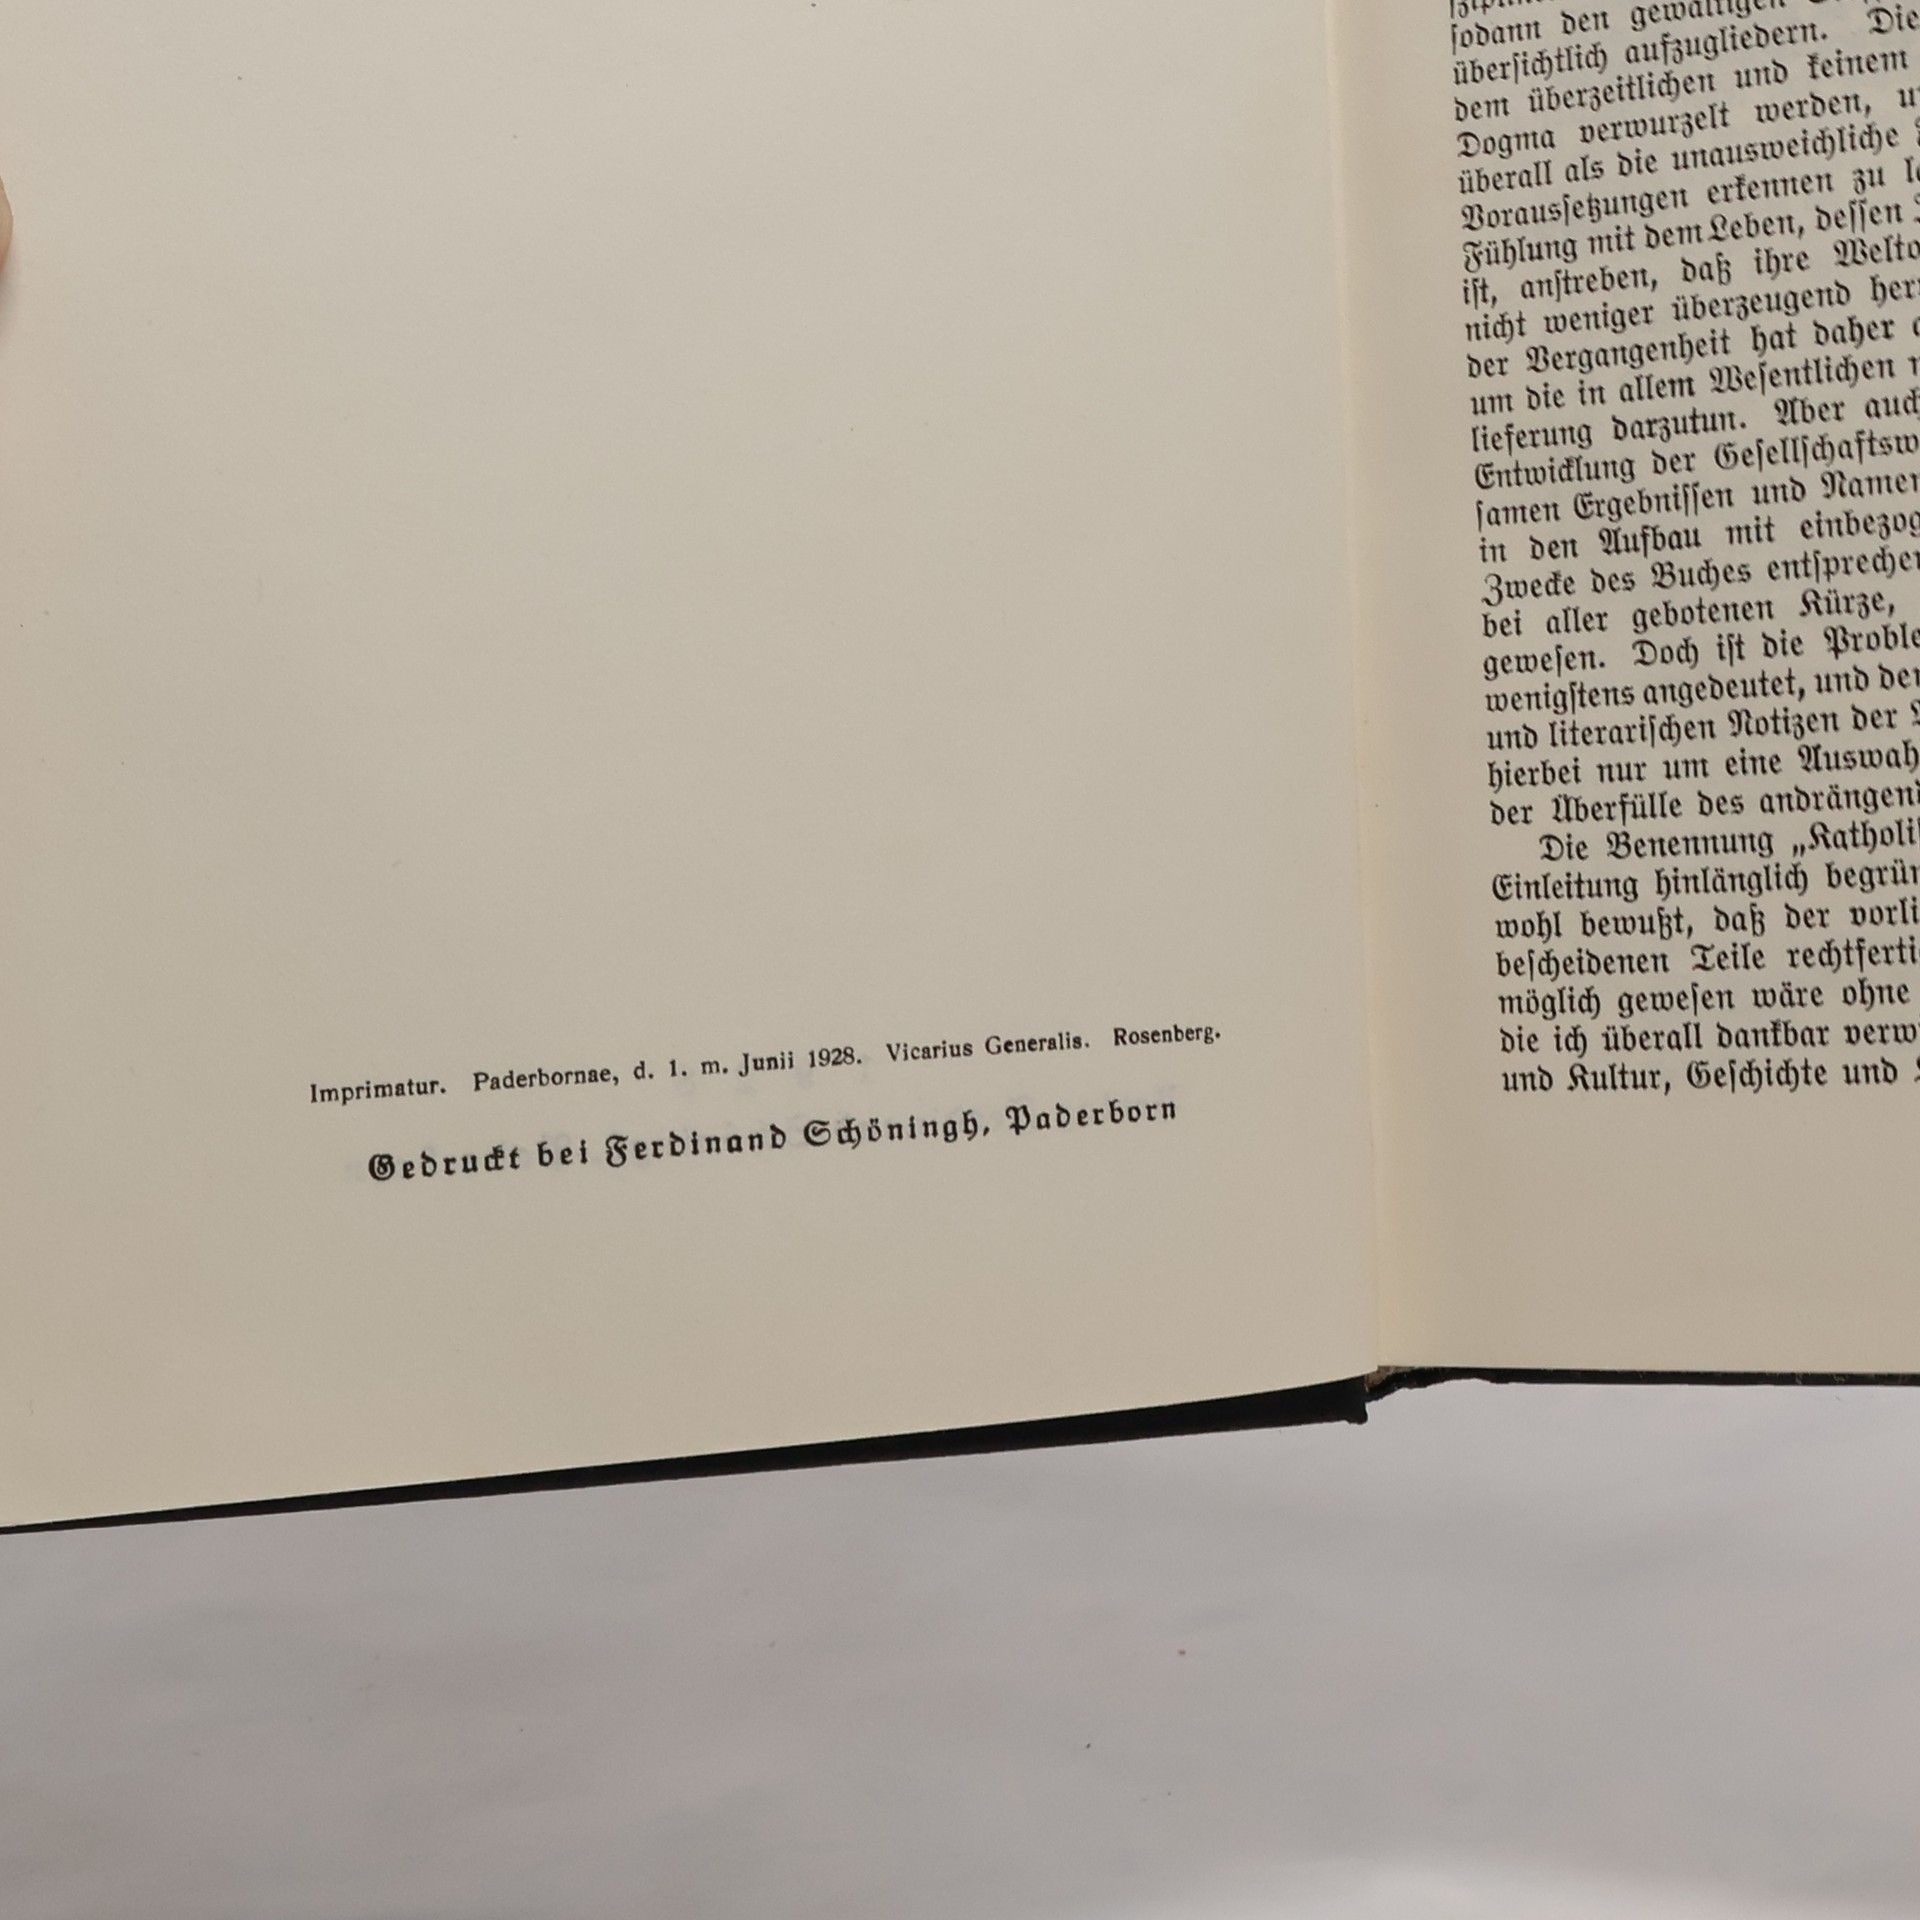 Imprimatur. Paderbornae, d. 1. m. Junii 1928. Vicarius Generalis. Rosenberg.
Gedruckt bei Ferdinand Schöningh, Paderborn
ſodann den gewaltigen
überſichtlich aufzugliedern. Die
dem überzeitlichen und keinem
Dogma verwurzelt werden,
überall als die unausweichliche
Vorausſetzungen erkennen zu
Fühlung mit dem Leben, deſſen
iſt, anſtreben, daß ihre
nicht weniger überzeugend
der Vergangenheit hat daher
um die in allem Weſentlichen
lieferung darzutun. Aber
Entwicklung der
ſamen Ergebniſſen und
in den Aufbau mit
Zwecke des Buches
bei aller gebotenen Kürze,
geweſen. Doch iſt die
wenigſtens angedeutet, und
und literariſchen Notizen der
hierbei nur um eine
der Überfülle des
Die Benennung
Einleitung hinlänglich
wohl bewußt, daß der
beſcheidenen Teile
möglich geweſen wäre ohne
die ich überall dankbar
und Kultur, Geſchichte und